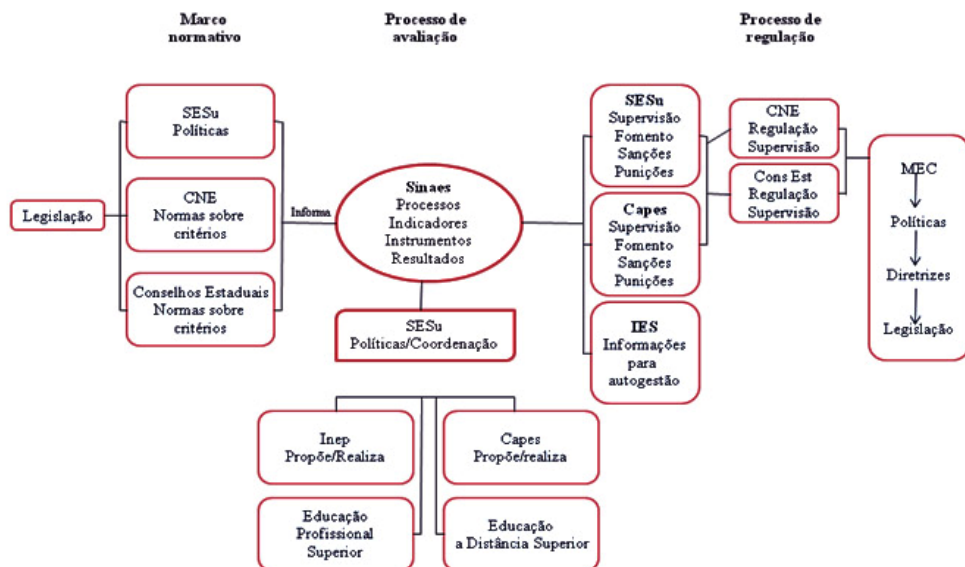 Marco
normativo
Processo de
avaliação
Processo de
regulação
Legislação
SESu
Políticas
CNE
Normas sobre
critérios
Conselhos Estaduais
Normas sobre
critérios
Informa
Sinaes
Processos
Indicadores
Instrumentos
Resultados
SESu
Políticas/Coordenação
Inep
Propõe/Realiza
Capes
Propõe/realiza
Educação
Profissional
Superior
Educação
a Distância Superior
SESu
Supervisão
Fomento
Sanções
Punições
Capes
Supervisão
Fomento
Sanções
Punições
IES
Informações
para
autogestão
CNE
Regulação
Supervisão
Cons Est
Regulação
Supervisão
MEC
Políticas
Diretrizes
Legislação